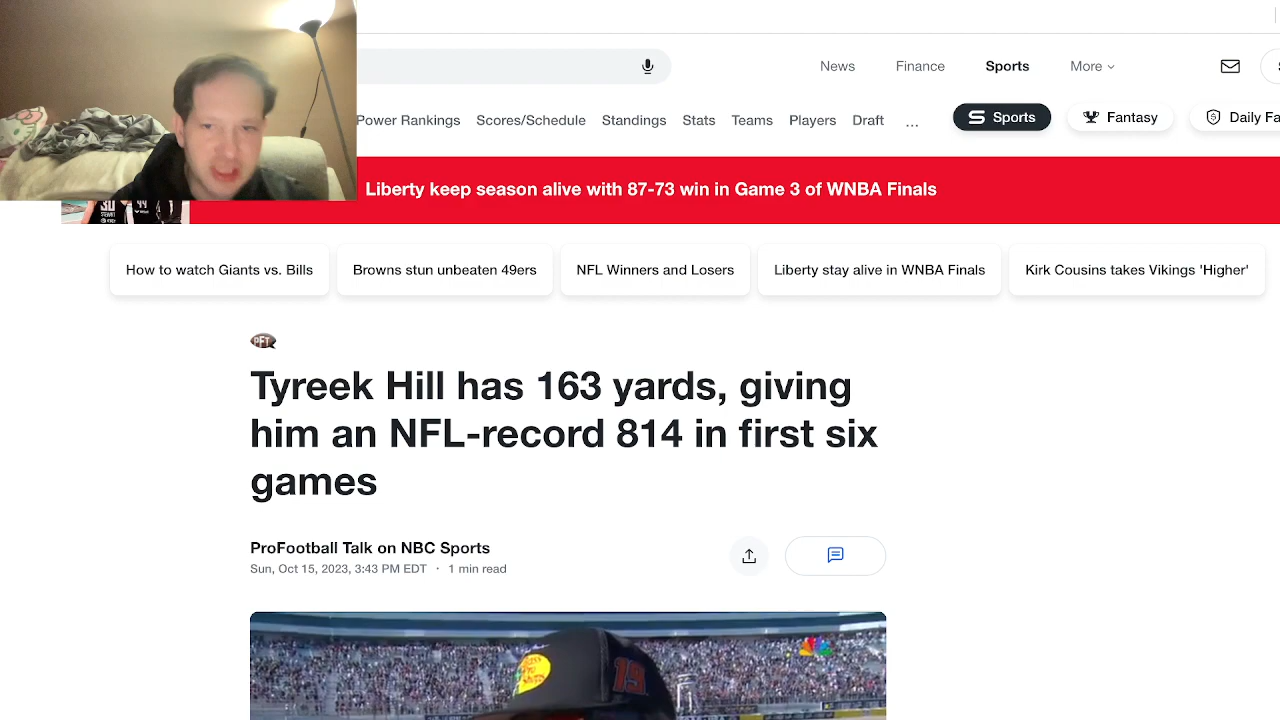 News Finance Sports More
Power Rankings Scores/Schedule Standings Stats Teams Players Draft ... Sports Fantasy Daily Fa
Liberty keep season alive with 87-73 win in Game 3 of WNBA Finals
How to watch Giants vs. Bills Browns stun unbeaten 49ers NFL Winners and Losers Liberty stay alive in WNBA Finals Kirk Cousins takes Vikings 'Higher'
PFT
Tyreek Hill has 163 yards, giving
him an NFL-record 814 in first six
games
ProFootball Talk on NBC Sports
Sun, Oct 15, 2023, 3:43 PM EDT · 1 min read
19